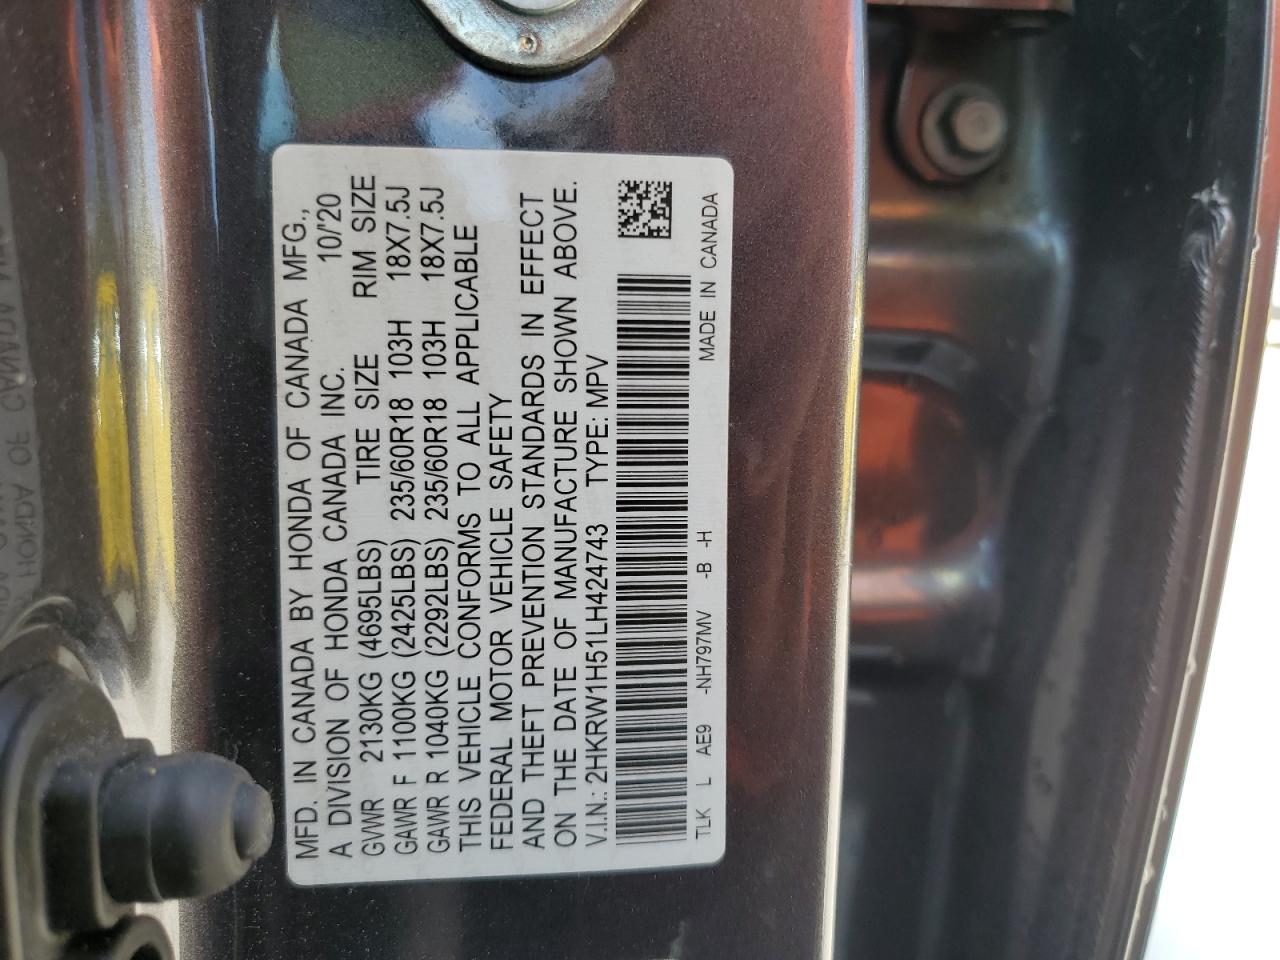 MFD. IN CANADA BY HONDA OF CANADA MFG.,
A DIVISION OF HONDA CANADA INC. 10/'20
GVWR 2130KG (4695LBS) TIRE SIZE RIM SIZE
GAWR F 1100KG (2425LBS) 235/60R18 103H 18X7.5J
GAWR R 1040KG (2292LBS) 235/60R18 103H 18X7.5J
THIS VEHICLE CONFORMS TO ALL APPLICABLE
FEDERAL MOTOR VEHICLE SAFETY
AND THEFT PREVENTION STANDARDS IN EFFECT
ON THE DATE OF MANUFACTURE SHOWN ABOVE.
V.I.N.: 2HKRW1H51LH424743 TYPE: MPV
TLK L AE9 -NH797MV -B -H MADE IN CANADA